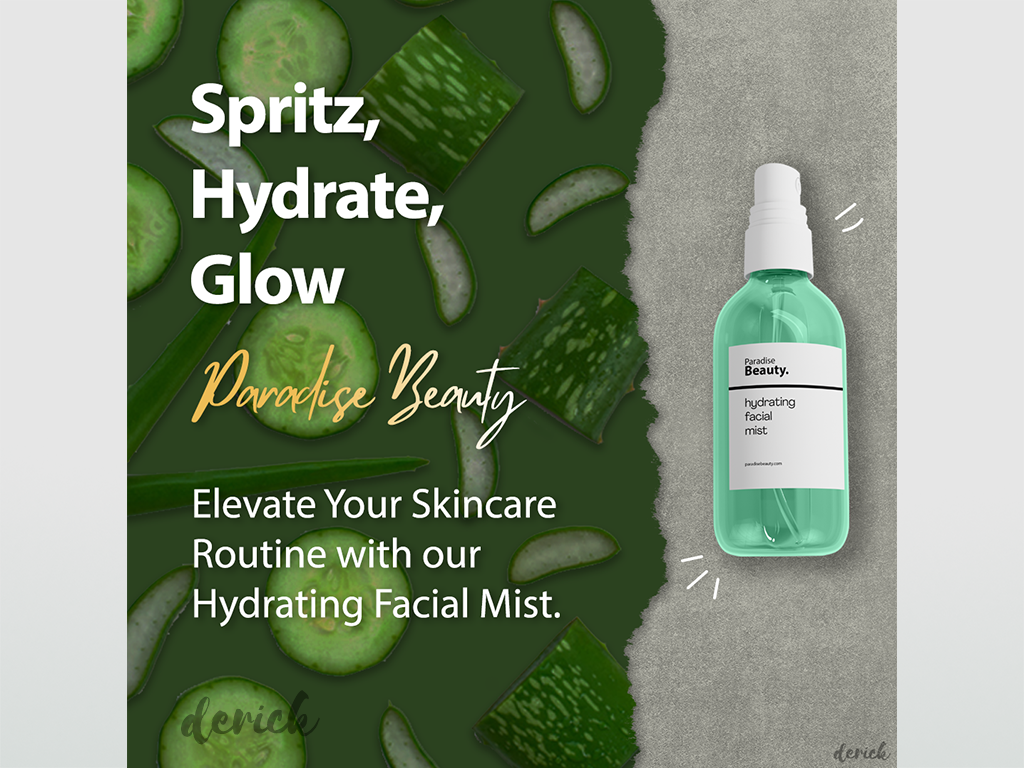 Spritz,
Hydrate,
Glow
Paradise Beauty
Elevate Your Skincare
Routine with our
Hydrating Facial Mist.
Paradise
Beauty.
hydrating
facial
mist
paradisebeauty.com
derick
derick